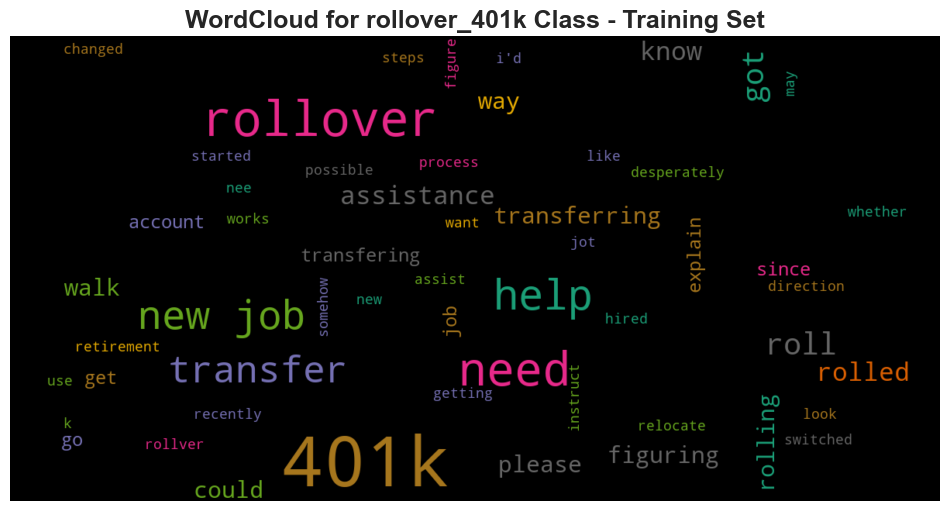 WordCloud for rollover_401k Class - Training Set
changed
steps
figure
i'd
know
got
may
way
rollover
started
possible
process
like
desperately
nee
assistance
account
works
want
transferring
whether
jot
explain
transfering
since
direction
walk
somehow
new
assist
help
new job
job
hired
retirement
roll
use
get
transfer
need
rolled
getting
instruct
recently
look
k
go
rollver
relocate
rolling
switched
401k
please
figuring
could